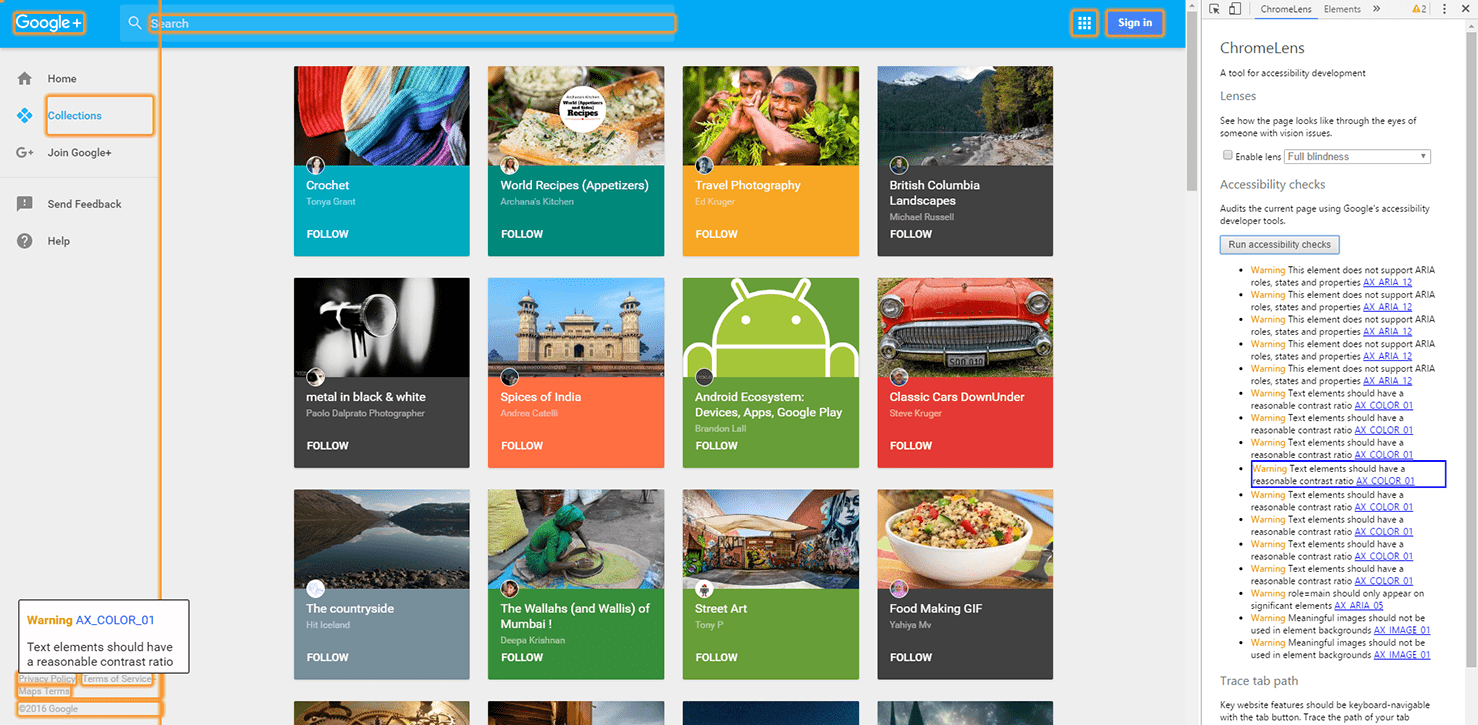 Google+
Search
Sign in
Home
Collections
Join Google+
Send Feedback
Help
Crochet
Tonya Grant
FOLLOW
Archana's Kitchen
World (Appetizers
and Sides)
Recipes
World Recipes (Appetizers)
Archana's Kitchen
FOLLOW
Travel Photography
Ed Kruger
FOLLOW
British Columbia
Landscapes
Michael Russell
FOLLOW
metal in black & white
Paolo Dalprato Photographer
FOLLOW
Spices of India
Andrea Catelli
FOLLOW
Android Ecosystem:
Devices, Apps, Google Play
Brandon Lall
FOLLOW
Classic Cars DownUnder
Steve Kruger
FOLLOW
The countryside
Hit Iceland
FOLLOW
The Wallahs (and Wallis) of
Mumbai !
Deepa Krishnan
FOLLOW
Street Art
Tony P
FOLLOW
Food Making GIF
Yahiya Mv
FOLLOW
Warning AX_COLOR_01
Text elements should have
a reasonable contrast ratio
Privacy Policy Terms of Service
Maps Terms
©2016 Google
ChromeLens Elements » 2
ChromeLens
A tool for accessibility development
Lenses
See how the page looks like through the eyes of
someone with vision issues.
Enable lens Full blindness
Accessibility checks
Audits the current page using Google's accessibility
developer tools.
Run accessibility checks
Warning This element does not support ARIA
roles, states and properties AX_ARIA_12
Warning This element does not support ARIA
roles, states and properties AX_ARIA_12
Warning This element does not support ARIA
roles, states and properties AX_ARIA_12
Warning This element does not support ARIA
roles, states and properties AX_ARIA_12
Warning This element does not support ARIA
roles, states and properties AX_ARIA_12
Warning Text elements should have a
reasonable contrast ratio AX_COLOR_01
Warning Text elements should have a
reasonable contrast ratio AX_COLOR_01
Warning Text elements should have a
reasonable contrast ratio AX_COLOR_01
Warning Text elements should have a
reasonable contrast ratio AX_COLOR_01
Warning Text elements should have a
reasonable contrast ratio AX_COLOR_01
Warning Text elements should have a
reasonable contrast ratio AX_COLOR_01
Warning Text elements should have a
reasonable contrast ratio AX_COLOR_01
Warning Text elements should have a
reasonable contrast ratio AX_COLOR_01
Warning role=main should only appear on
significant elements AX_ARIA_05
Warning Meaningful images should not be
used in element backgrounds AX_IMAGE_01
Warning Meaningful images should not be
used in element backgrounds AX_IMAGE_01
Trace tab path
Key website features should be keyboard-navigable
with the tab button. Trace the path of your tab